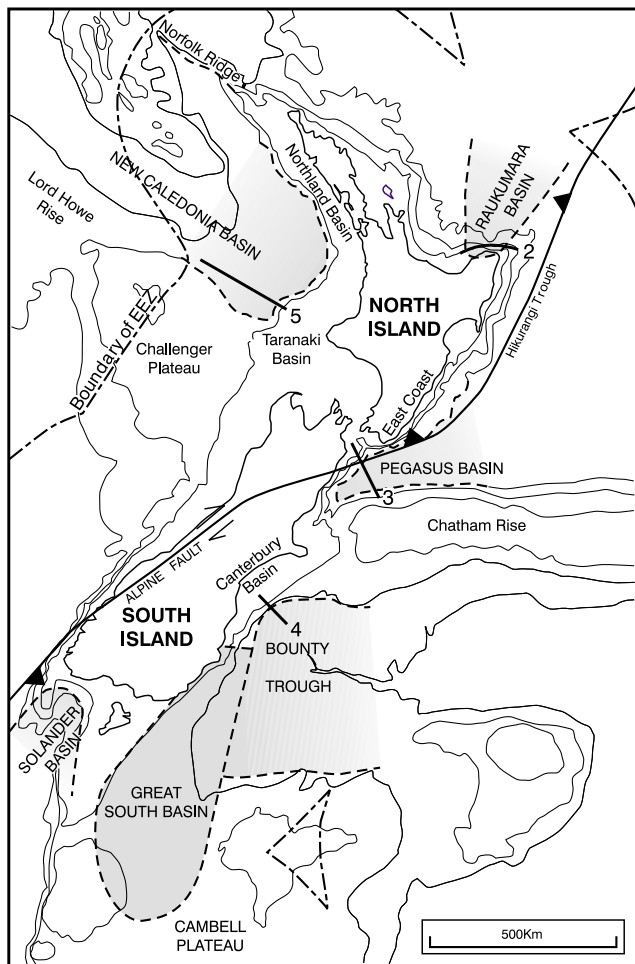 Norfolk Ridge
NEW CALEDONIA BASIN
Northland Basin
RAUKUMARA
BASIN
Lord Howe
Rise
2
NORTH
ISLAND
Hikurangi Trough
5
Boundary of EEZ
Taranaki
Basin
Challenger
Plateau
East Coast
PEGASUS BASIN
3
Chatham Rise
ALPINE FAULT
Canterbury
Basin
SOUTH
ISLAND
4
BOUNTY
TROUGH
SOLANDER
BASIN
GREAT
SOUTH BASIN
CAMBELL
PLATEAU
500Km